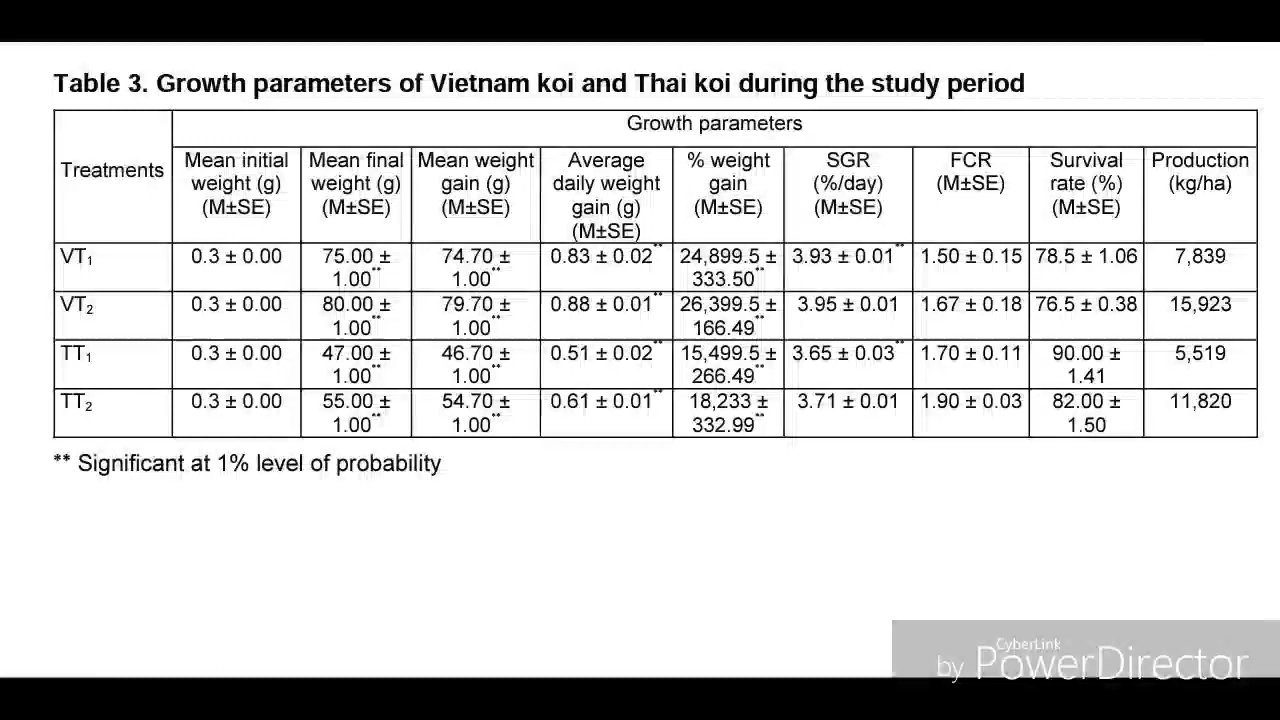 Table 3. Growth parameters of Vietnam koi and Thai koi during the study period
Treatments
Growth parameters
Mean initial weight (g) (M±SE)
Mean final weight (g) (M±SE)
Mean weight gain (g) (M±SE)
Average daily weight gain (g) (M±SE)
% weight gain (M±SE)
SGR (%/day) (M±SE)
FCR (M±SE)
Survival rate (%) (M±SE)
Production (kg/ha)
VT₁ 0.3 ± 0.00 75.00 ± 1.00** 74.70 ± 1.00** 0.83 ± 0.02** 24,899.5 ± 333.50** 3.93 ± 0.01** 1.50 ± 0.15 78.5 ± 1.06 7,839
VT₂ 0.3 ± 0.00 80.00 ± 1.00** 79.70 ± 1.00** 0.88 ± 0.01** 26,399.5 ± 166.49** 3.95 ± 0.01 1.67 ± 0.18 76.5 ± 0.38 15,923
TT₁ 0.3 ± 0.00 47.00 ± 1.00** 46.70 ± 1.00** 0.51 ± 0.02** 15,499.5 ± 266.49** 3.65 ± 0.03** 1.70 ± 0.11 90.00 ± 1.41 5,519
TT₂ 0.3 ± 0.00 55.00 ± 1.00** 54.70 ± 1.00** 0.61 ± 0.01** 18,233 ± 332.99** 3.71 ± 0.01 1.90 ± 0.03 82.00 ± 1.50 11,820
** Significant at 1% level of probability
CyberLink
by PowerDirector